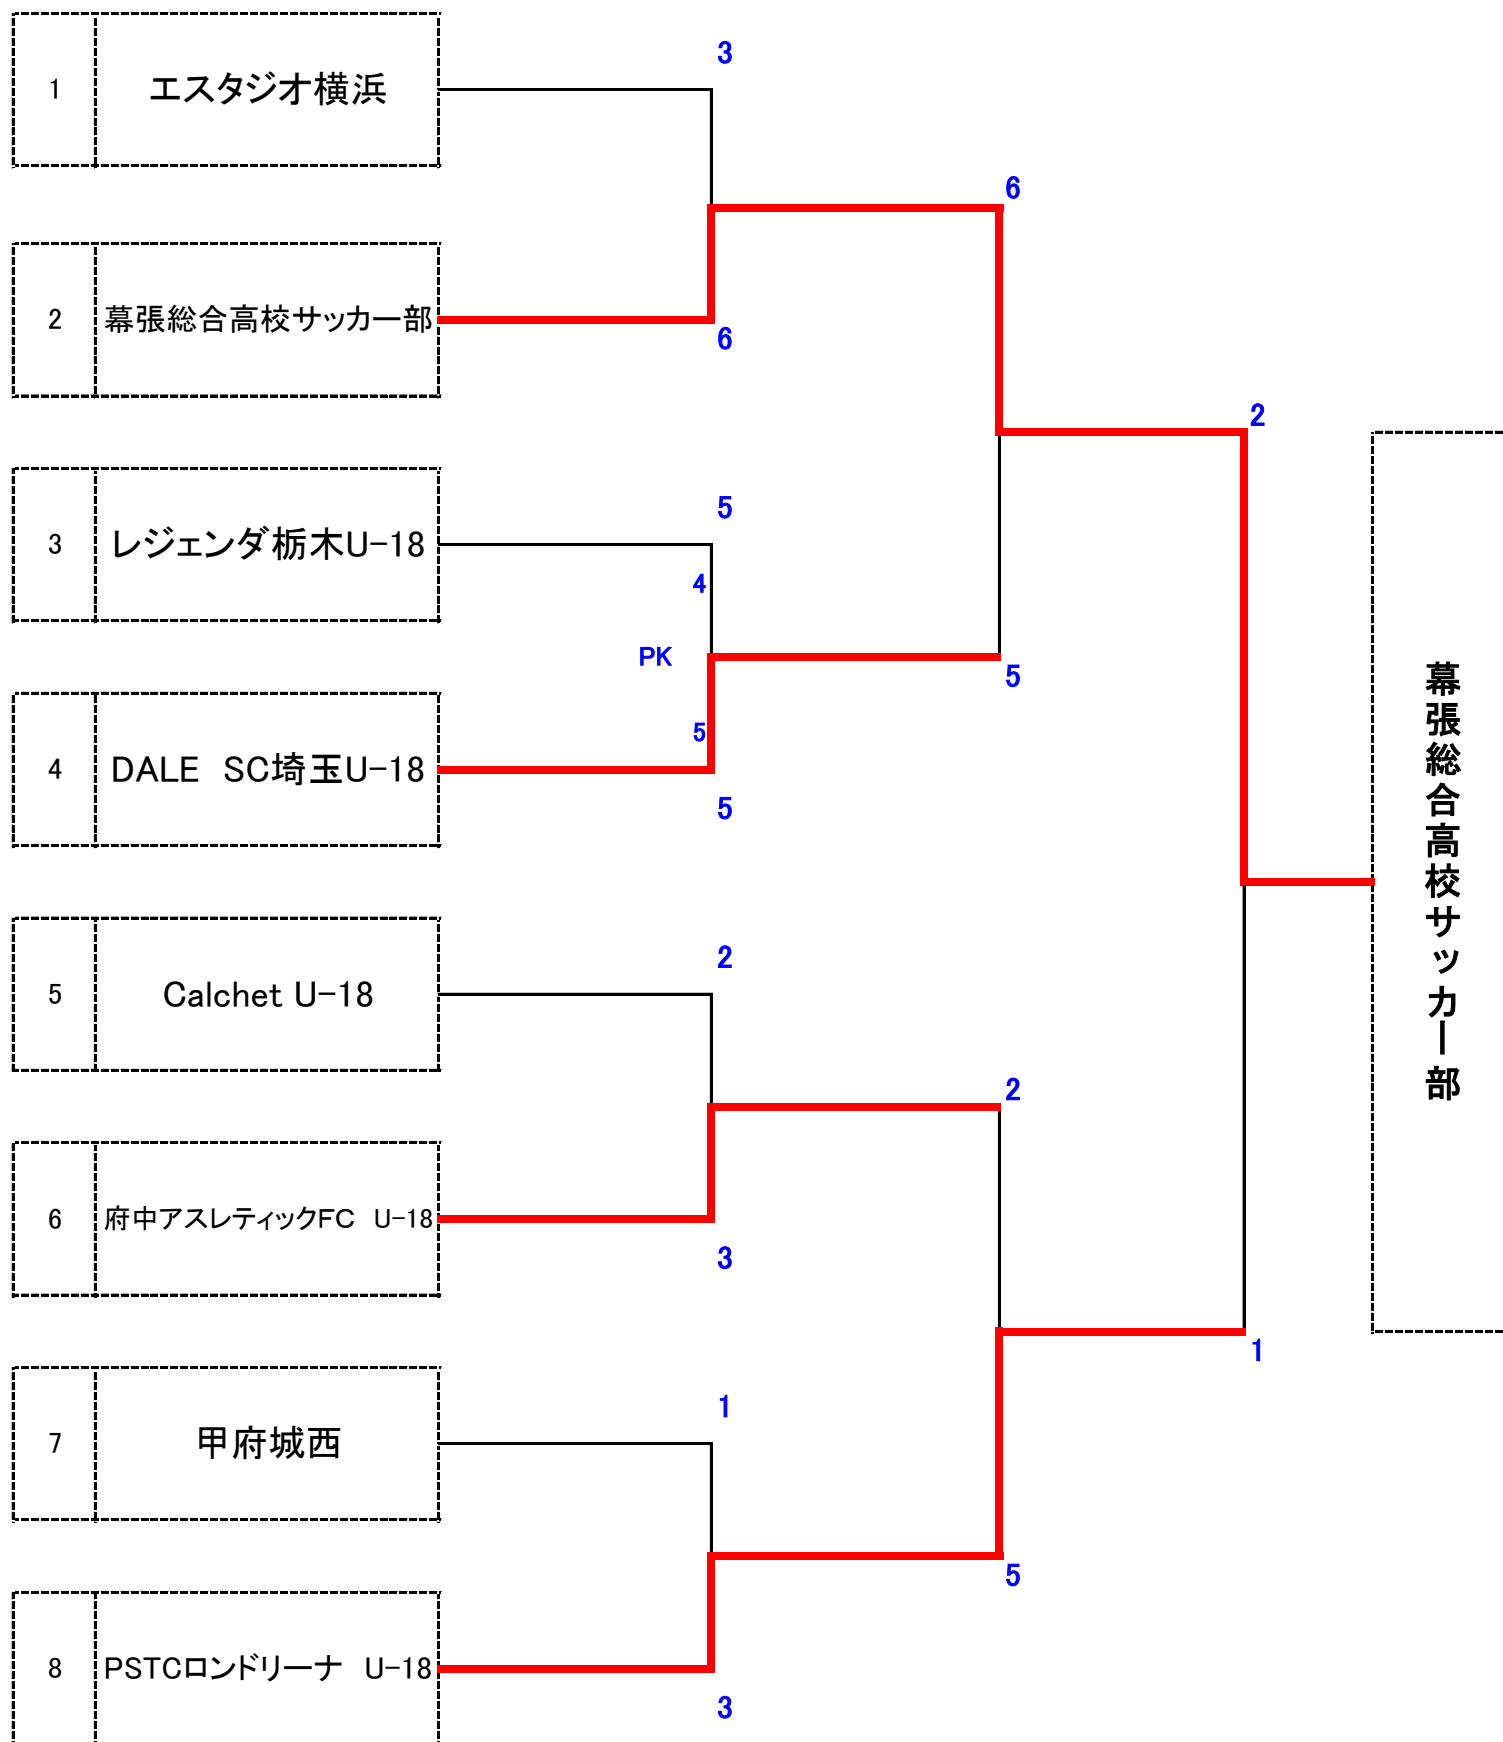 3
1 エスタジオ横浜
6
2 幕張総合高校サッカー部
6
2
5
3 レジェンダ栃木U-18
4
PK
5
5
4 DALE　SC埼玉U-18
5
幕張総合高校サッカー部
2
5 Calchet U-18
2
6 府中アスレティックFC　U-18
3
1
1
7 甲府城西
5
8 PSTCロンドリーナ　U-18
3